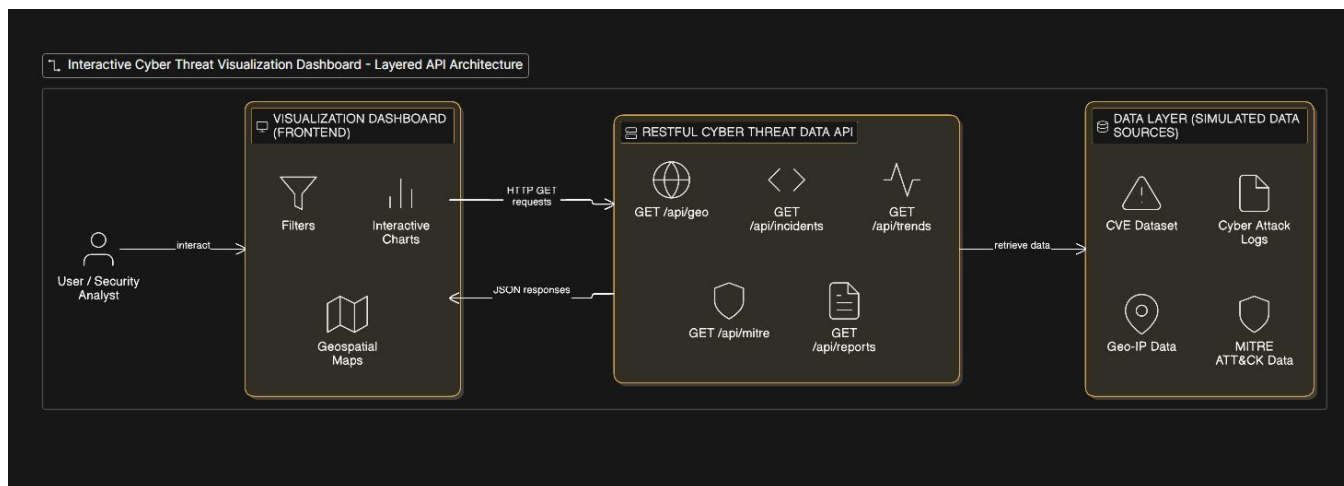 Interactive Cyber Threat Visualization Dashboard - Layered API Architecture
VISUALIZATION DASHBOARD
(FRONTEND)
Filters
Interactive
Charts
Geospatial
Maps
User / Security
Analyst
interact
HTTP GET
requests
JSON responses
RESTFUL CYBER THREAT DATA API
GET /api/geo
GET
/api/incidents
GET
/api/trends
GET /api/mitre
GET
/api/reports
retrieve data
DATA LAYER (SIMULATED DATA
SOURCES)
CVE Dataset
Cyber Attack
Logs
Geo-IP Data
MITRE
ATT&CK Data